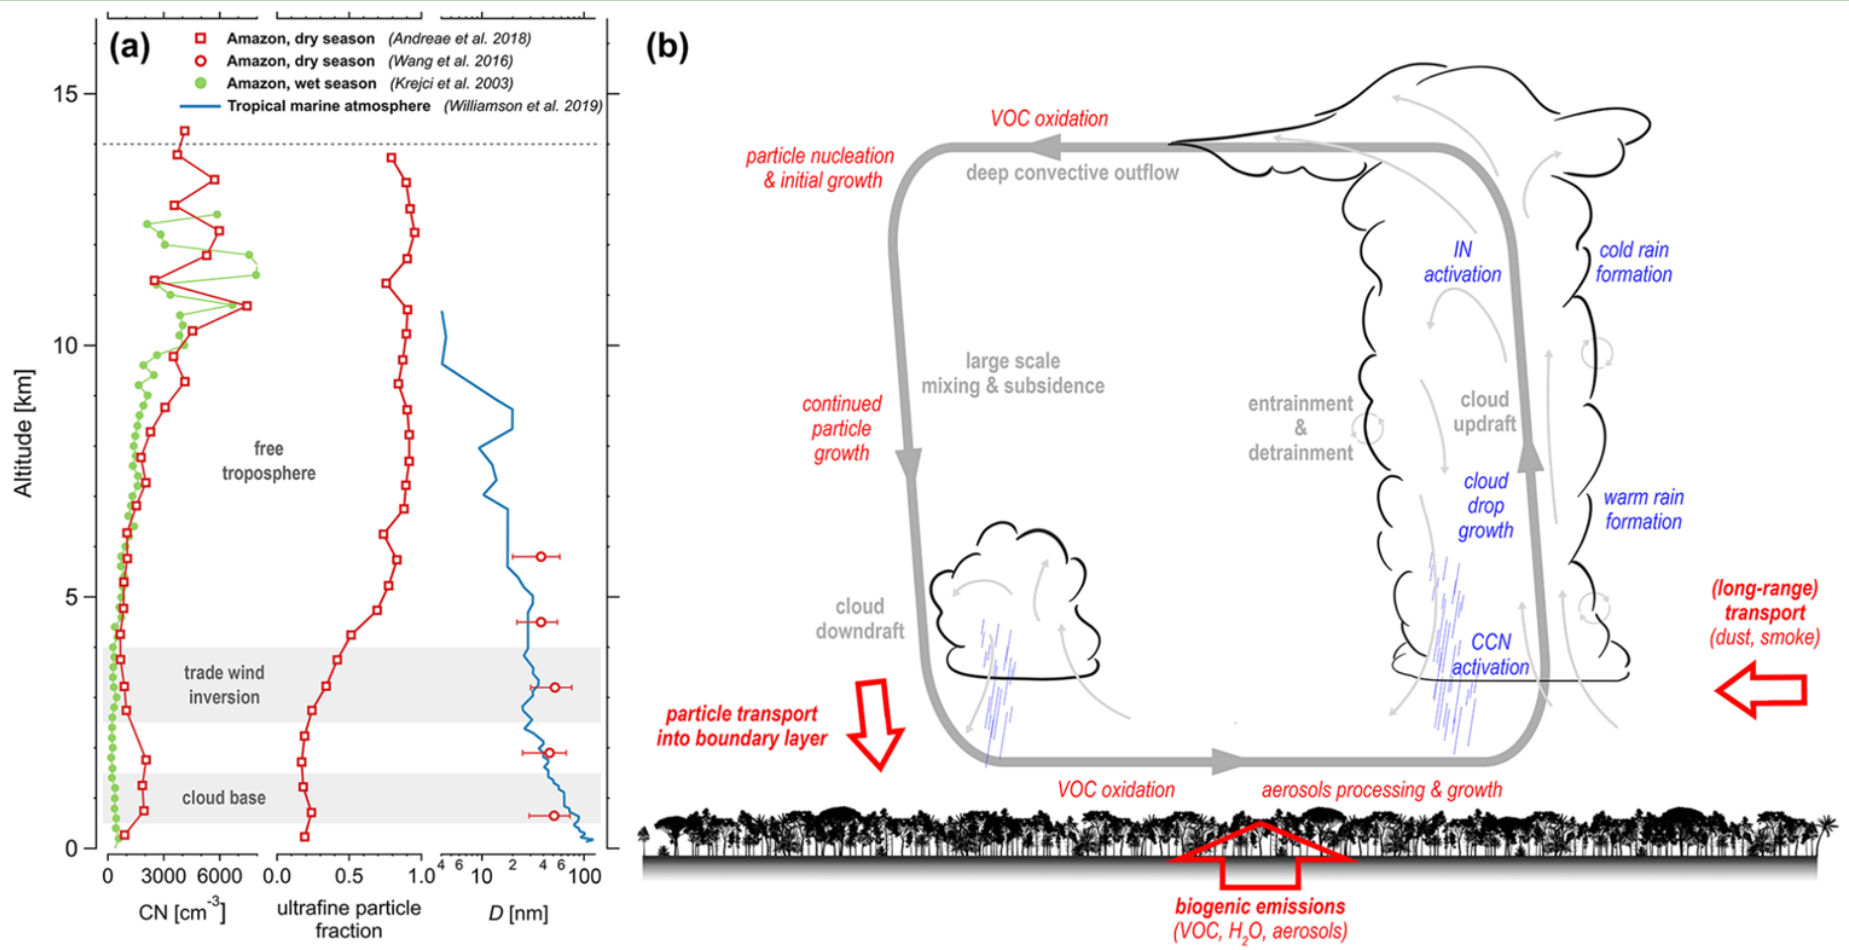 (a)
Amazon, dry season (Andreae et al. 2018)
Amazon, dry season (Wang et al. 2016)
Amazon, wet season (Krejci et al. 2003)
Tropical marine atmosphere (Williamson et al. 2019)
15
10
5
0
Altitude [km]
free
troposphere
trade wind
inversion
cloud base
0 3000 6000
CN [cm⁻³]
0.0 0.5 1.0
ultrafine particle
fraction
4 6 10 2 4 6 100
D [nm]
(b)
VOC oxidation
particle nucleation
& initial growth
deep convective outflow
IN
activation
cold rain
formation
large scale
mixing & subsidence
continued
particle
growth
entrainment
&
detrainment
cloud
updraft
cloud
drop
growth
warm rain
formation
cloud
downdraft
CCN
activation
(long-range)
transport
(dust, smoke)
particle transport
into boundary layer
VOC oxidation
aerosols processing & growth
biogenic emissions
(VOC, H₂O, aerosols)